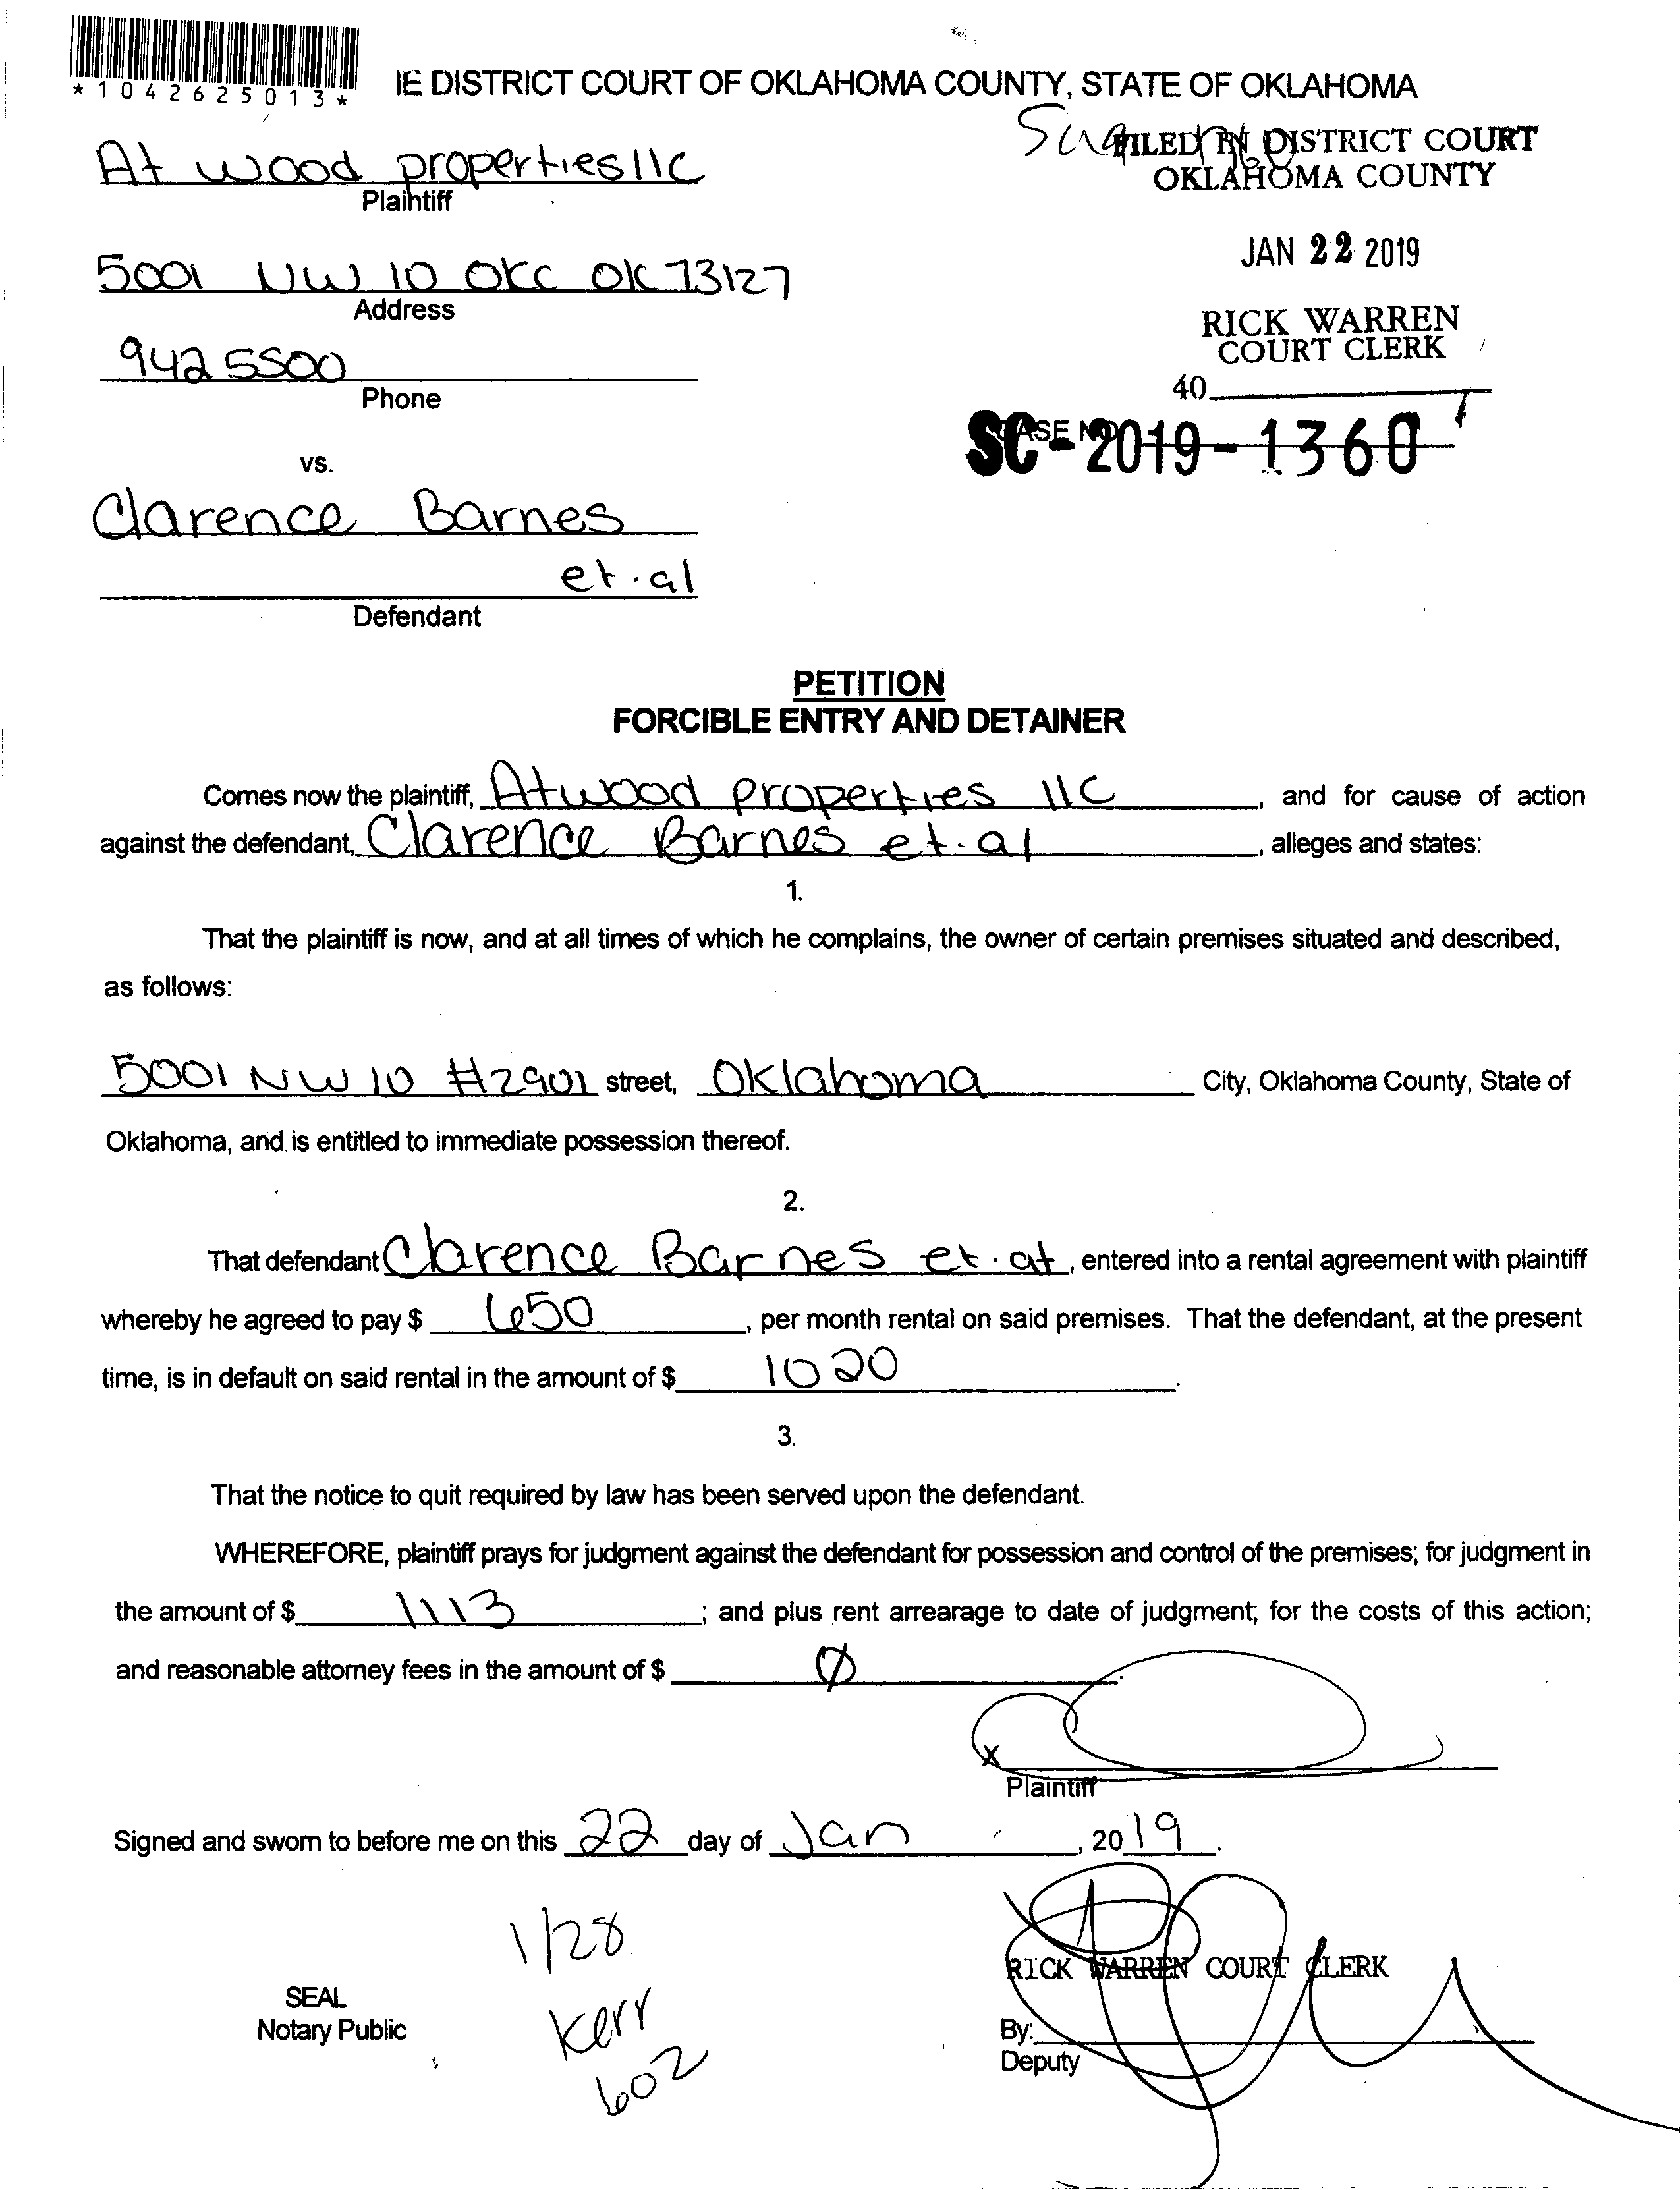 *1042625013*
IE DISTRICT COURT OF OKLAHOMA COUNTY, STATE OF OKLAHOMA
At wood properties llc
Plaintiff
FILED IN DISTRICT COURT
OKLAHOMA COUNTY
5001 NW 10 OKC OK 73127
Address
JAN 22 2019
942 5500
Phone
RICK WARREN
COURT CLERK
40
CASE NO.
SC-2019-1360
vs.
Clarence Barnes
et.al
Defendant
PETITION
FORCIBLE ENTRY AND DETAINER
Comes now the plaintiff, Atwood properties llc, and for cause of action
against the defendant, Clarence Barnes et.al, alleges and states:
1.
That the plaintiff is now, and at all times of which he complains, the owner of certain premises situated and described,
as follows:
5001 NW 10 #2901 street, Oklahoma City, Oklahoma County, State of
Oklahoma, and is entitled to immediate possession thereof.
2.
That defendant Clarence Barnes et.at, entered into a rental agreement with plaintiff
whereby he agreed to pay $ 650, per month rental on said premises. That the defendant, at the present
time, is in default on said rental in the amount of $ 1020.
3.
That the notice to quit required by law has been served upon the defendant.
WHEREFORE, plaintiff prays for judgment against the defendant for possession and control of the premises; for judgment in
the amount of $ 1113; and plus rent arrearage to date of judgment; for the costs of this action;
and reasonable attorney fees in the amount of $ Ø.
x
Plaintiff
Signed and sworn to before me on this 22 day of Jan, 2019.
1/28
Kerr
602
SEAL
Notary Public
RICK WARREN COURT CLERK
By:
Deputy